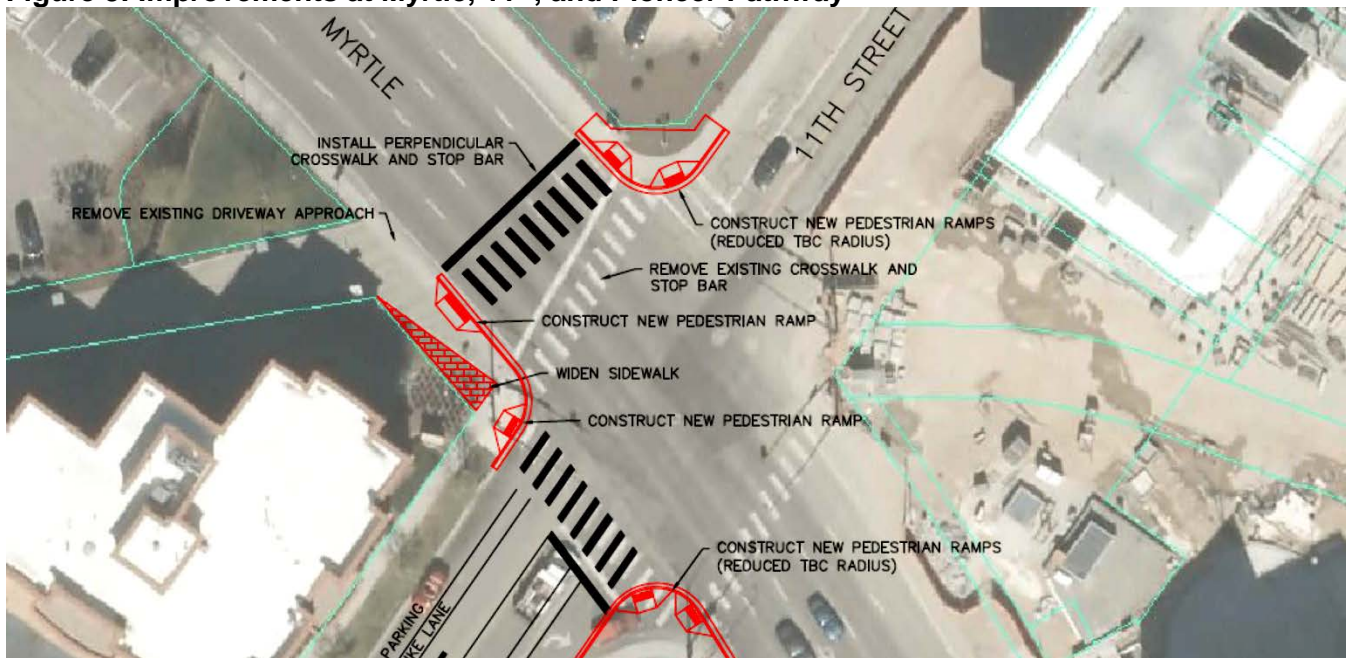 MYRTLE
11TH STREET
INSTALL PERPENDICULAR
CROSSWALK AND STOP BAR
REMOVE EXISTING DRIVEWAY APPROACH
CONSTRUCT NEW PEDESTRIAN RAMPS
(REDUCED TBC RADIUS)
REMOVE EXISTING CROSSWALK AND
STOP BAR
CONSTRUCT NEW PEDESTRIAN RAMP
WIDEN SIDEWALK
CONSTRUCT NEW PEDESTRIAN RAMP
CONSTRUCT NEW PEDESTRIAN RAMPS
(REDUCED TBC RADIUS)
PARKING
LANE